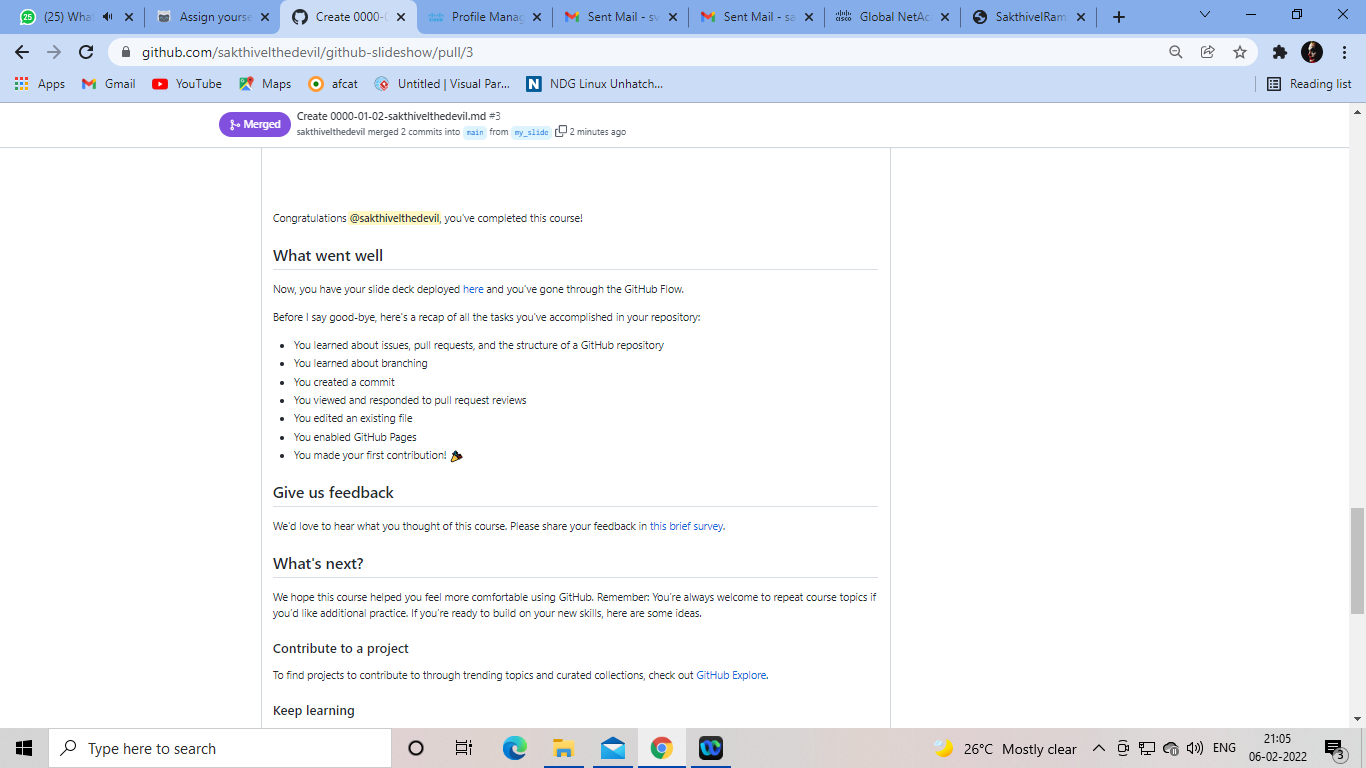 (25) What
Assign yourse
Create 0000-0
Profile Manag
Sent Mail - sv
Sent Mail - sa
Global NetAc
SakthivelRam
github.com/sakthivelthedevil/github-slideshow/pull/3
Apps
Gmail
YouTube
Maps
afcat
Untitled | Visual Par...
NDG Linux Unhatch...
Reading list
Merged
Create 0000-01-02-sakthivelthedevil.md #3
sakthivelthedevil merged 2 commits into main from my_slide 2 minutes ago
Congratulations @sakthivelthedevil, you've completed this course!
What went well
Now, you have your slide deck deployed here and you've gone through the GitHub Flow.
Before I say good-bye, here's a recap of all the tasks you've accomplished in your repository:
• You learned about issues, pull requests, and the structure of a GitHub repository
• You learned about branching
• You created a commit
• You viewed and responded to pull request reviews
• You edited an existing file
• You enabled GitHub Pages
• You made your first contribution! 🎉
Give us feedback
We'd love to hear what you thought of this course. Please share your feedback in this brief survey.
What's next?
We hope this course helped you feel more comfortable using GitHub. Remember: You're always welcome to repeat course topics if
you'd like additional practice. If you're ready to build on your new skills, here are some ideas.
Contribute to a project
To find projects to contribute to through trending topics and curated collections, check out GitHub Explore.
Keep learning
Type here to search
26°C Mostly clear
ENG
21:05
06-02-2022
3